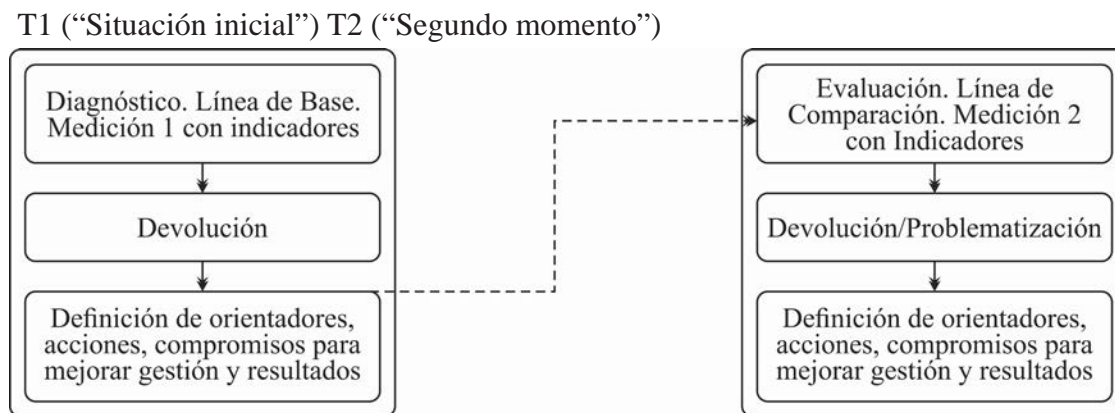 T1 (“Situación inicial”) T2 (“Segundo momento”)
Diagnóstico. Línea de Base.
Medición 1 con indicadores
Devolución
Definición de orientadores,
acciones, compromisos para
mejorar gestión y resultados
Evaluación. Línea de
Comparación. Medición 2
con Indicadores
Devolución/Problematización
Definición de orientadores,
acciones, compromisos para
mejorar gestión y resultados